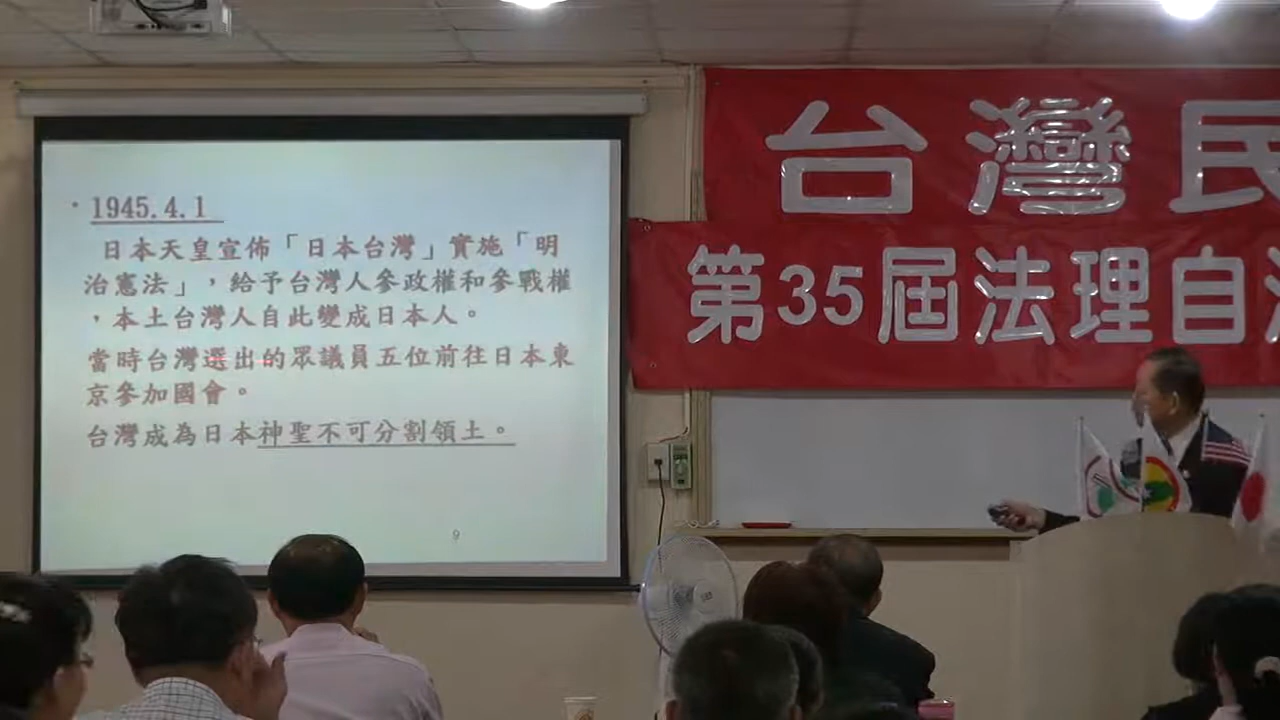 • 1945.4.1
日本天皇宣佈「日本台灣」實施「明
治憲法」，給予台灣人參政權和參戰權
，本土台灣人自此變成日本人。
當時台灣選出的眾議員五位前往日本東
京參加國會。
台灣成為日本神聖不可分割領土。
9
台灣民
第35屆法理自